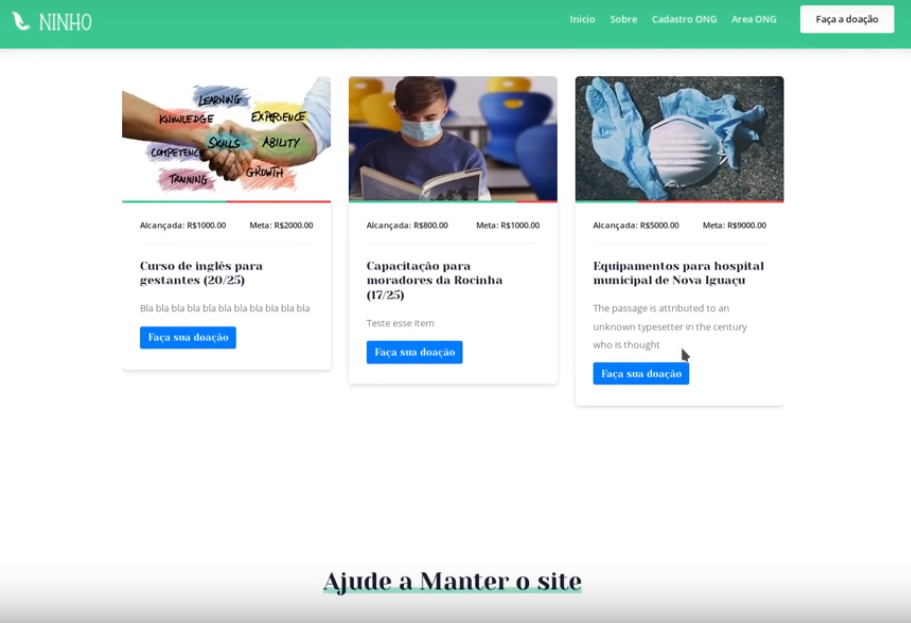 NINHO
Inicio Sobre Cadastro ONG Area ONG Faça a doação
LEARNING
KNOWLEDGE EXPERIENCE
SKILLS ABILITY
COMPETENCE
TRAINING GROWTH
Alcançada: R$1000.00 Meta: R$2000.00
Curso de inglês para
gestantes (20/25)
Bla bla bla bla bla bla bla bla bla bla bla bla
Faça sua doação
Alcançada: R$800.00 Meta: R$1000.00
Capacitação para
moradores da Rocinha
(17/25)
Teste esse item
Faça sua doação
Alcançada: R$5000.00 Meta: R$9000.00
Equipamentos para hospital
municipal de Nova Iguaçu
The passage is attributed to an
unknown typesetter in the century
who is thought
Faça sua doação
Ajude a Manter o site